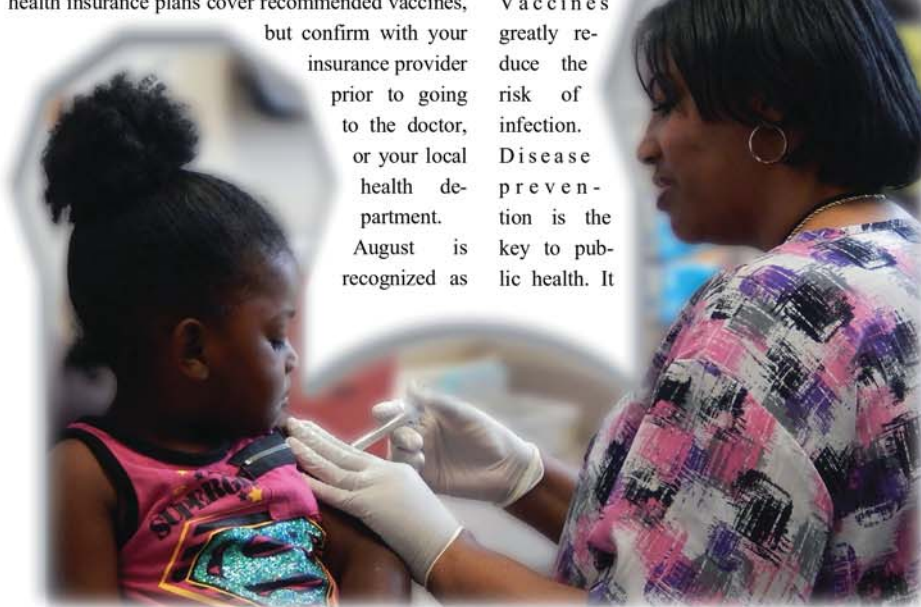 health insurance plans cover recommended vaccines,
but confirm with your
insurance provider
prior to going
to the doctor,
or your local
health de-
partment.
August is
recognized as
Vaccines
greatly re-
duce the
risk of
infection.
Disease
preven-
tion is the
key to pub-
lic health. It